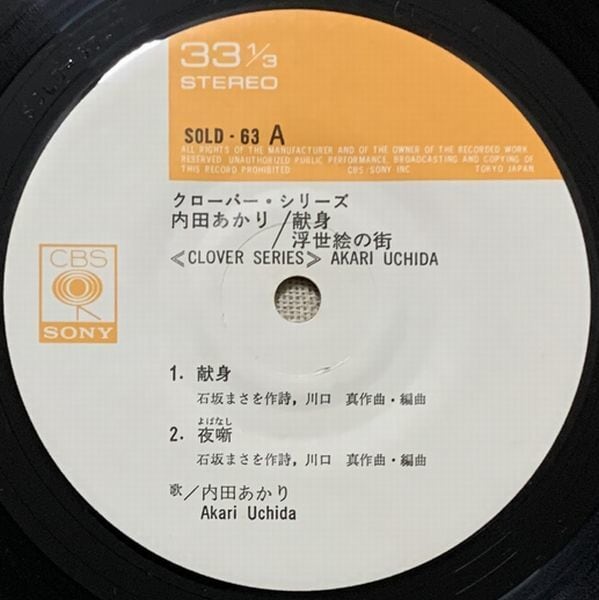 33 1/3
STEREO
SOLD - 63 A
ALL RIGHTS OF THE MANUFACTURER AND OF THE OWNER OF THE RECORDED WORK
RESERVED UNAUTHORIZED PUBLIC PERFORMANCE, BROADCASTING AND COPYING OF
THIS RECORD PROHIBITED CBS/SONY INC TOKYO JAPAN
クローバー・シリーズ
内田あかり/献身
/浮世絵の街
≪CLOVER SERIES≫ AKARI UCHIDA
CBS
SONY
1. 献身
石坂まさを作詩，川口 真作曲・編曲
よばなし
2. 夜噺
石坂まさを作詩，川口 真作曲・編曲
歌/内田あかり
Akari Uchida